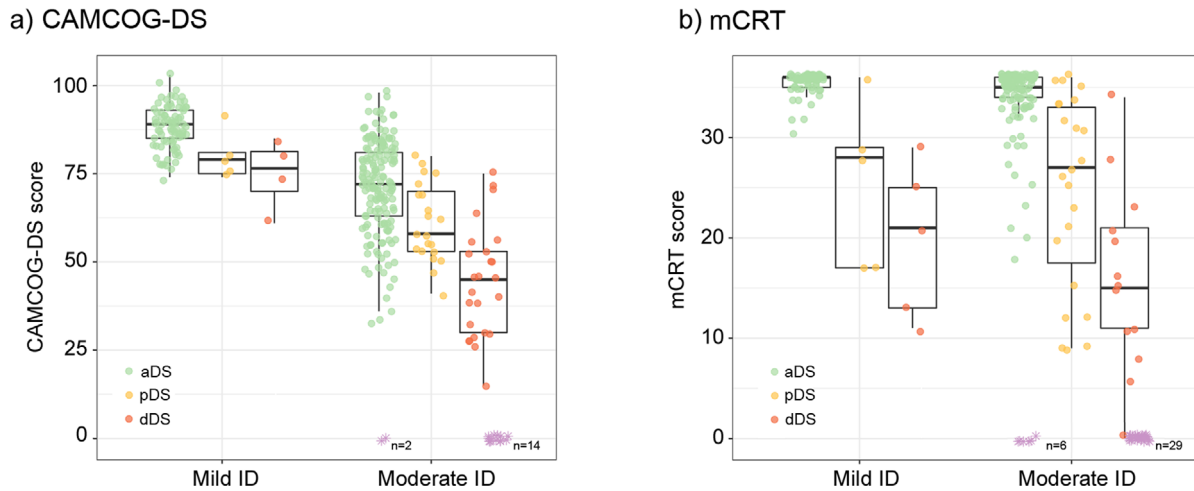 a) CAMCOG-DS
CAMCOG-DS score
100
75
50
25
0
aDS
pDS
dDS
n=2
n=14
Mild ID
Moderate ID
b) mCRT
mCRT score
30
20
10
0
aDS
pDS
dDS
n=6
n=29
Mild ID
Moderate ID